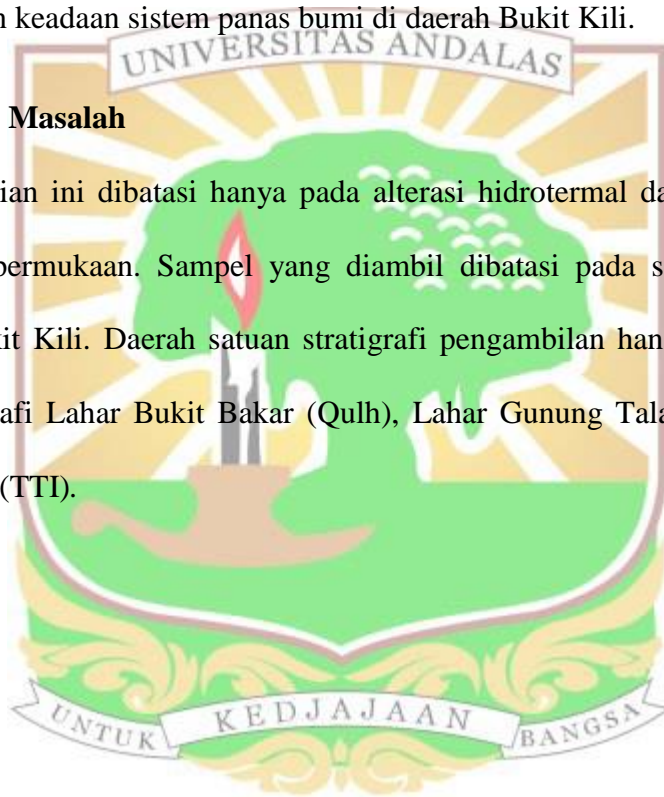 n keadaan sistem panas bumi di daerah Bukit Kili.
UNIVERSITAS ANDALAS
Masalah
ian ini dibatasi hanya pada alterasi hidrotermal da
permukaan. Sampel yang diambil dibatasi pada s
kit Kili. Daerah satuan stratigrafi pengambilan han
afi Lahar Bukit Bakar (Qulh), Lahar Gunung Tala
(TTI).
UNTUK KEDJAJAAN BANGSA